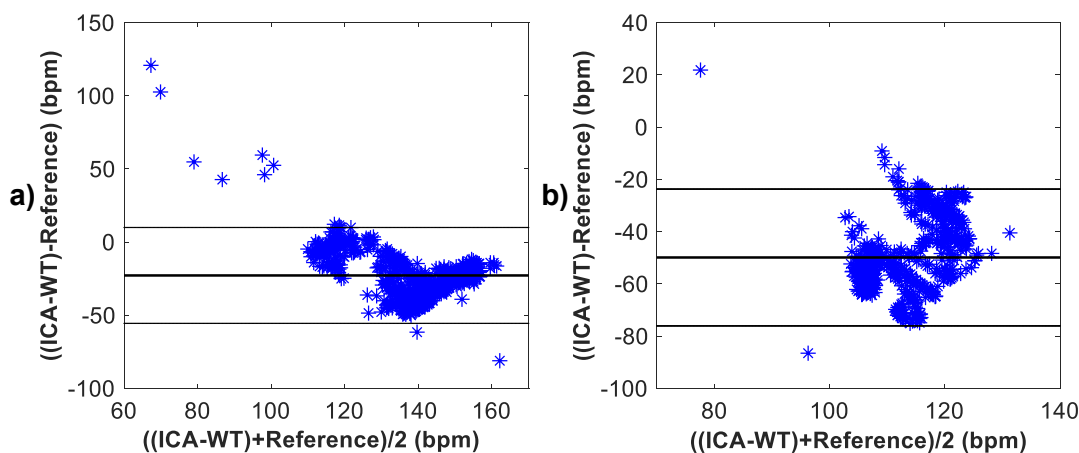 a)
((ICA-WT)-Reference) (bpm)
150
100
50
0
-50
-100
60 80 100 120 140 160
((ICA-WT)+Reference)/2 (bpm)
b)
((ICA-WT)-Reference) (bpm)
40
20
0
-20
-40
-60
-80
-100
80 100 120 140
((ICA-WT)+Reference)/2 (bpm)